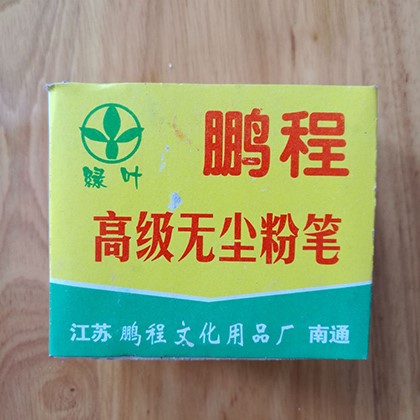 鹏程
綠叶
高级无尘粉笔
江苏 鹏程文化用品厂 南通